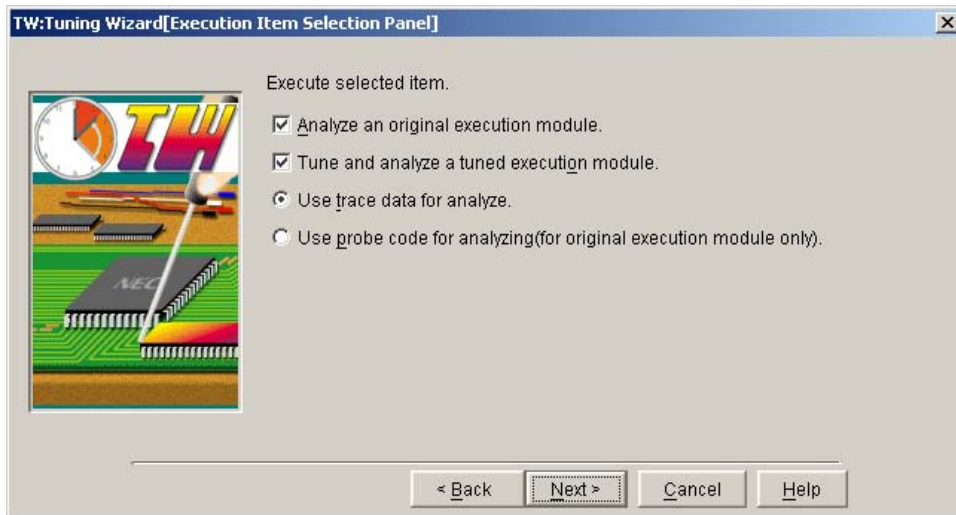 TW:Tuning Wizard[Execution Item Selection Panel]
TW
NEC
Execute selected item.
Analyze an original execution module.
Tune and analyze a tuned execution module.
Use trace data for analyze.
Use probe code for analyzing(for original execution module only).
< Back
Next >
Cancel
Help